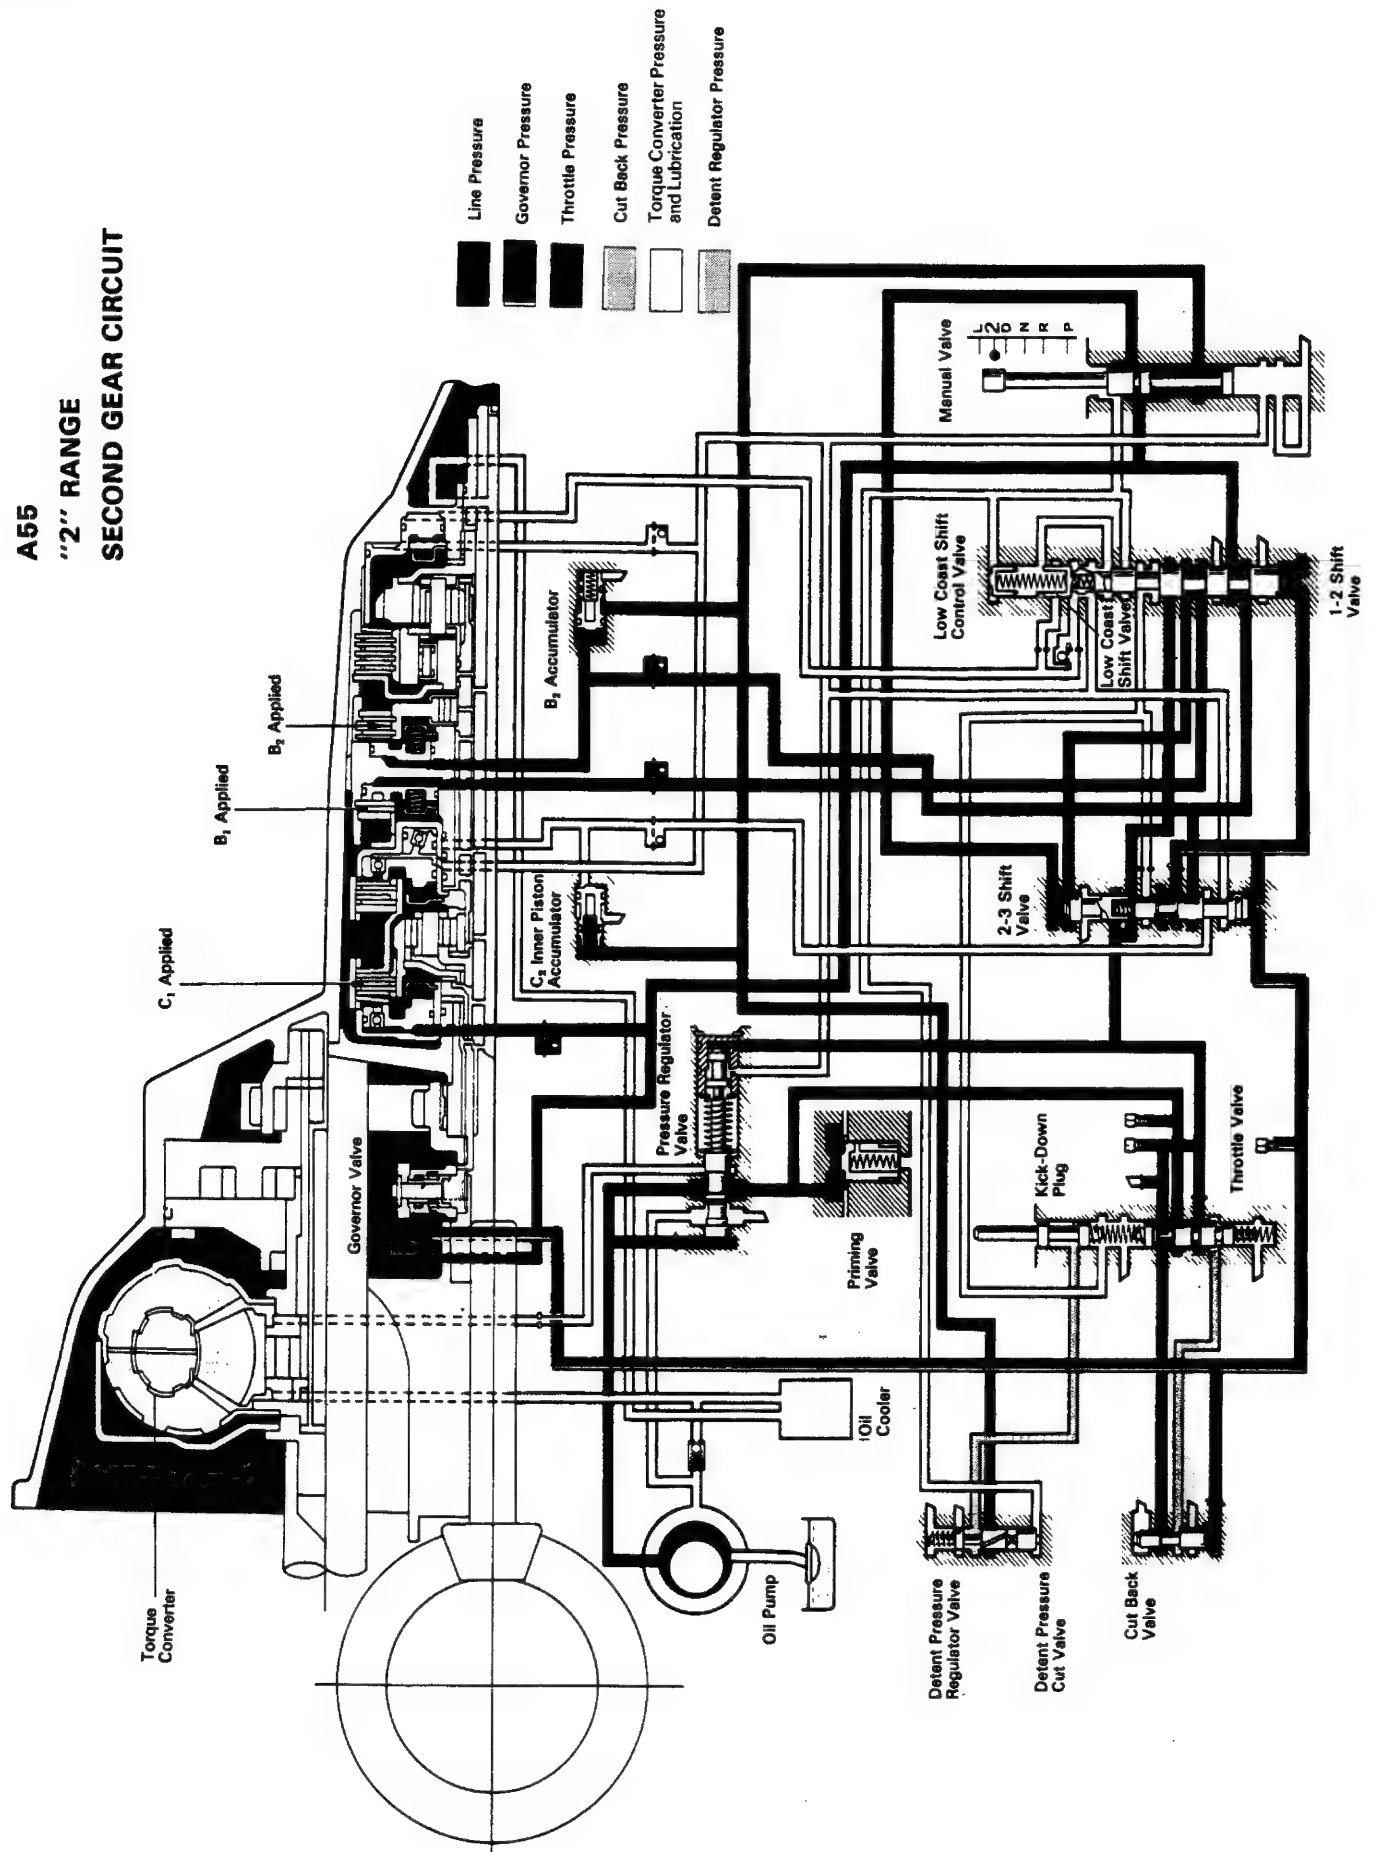 A55
"2" RANGE
SECOND GEAR CIRCUIT
Line Pressure
Governor Pressure
Throttle Pressure
Cut Back Pressure
Torque Converter Pressure
and Lubrication
Detent Regulator Pressure
Torque
Converter
C₁ Applied
B₁ Applied
B₂ Applied
Governor Valve
C₂ Inner Piston
Accumulator
B₂ Accumulator
Pressure Regulator
Valve
Oil Pump
Oil
Cooler
Priming
Valve
Manual Valve
L
2
D
N
R
P
Low Coast Shift
Control Valve
Low Coast
Shift Valve
1-2 Shift
Valve
2-3 Shift
Valve
Kick-Down
Plug
Throttle Valve
Detent Pressure
Regulator Valve
Detent Pressure
Cut Valve
Cut Back
Valve